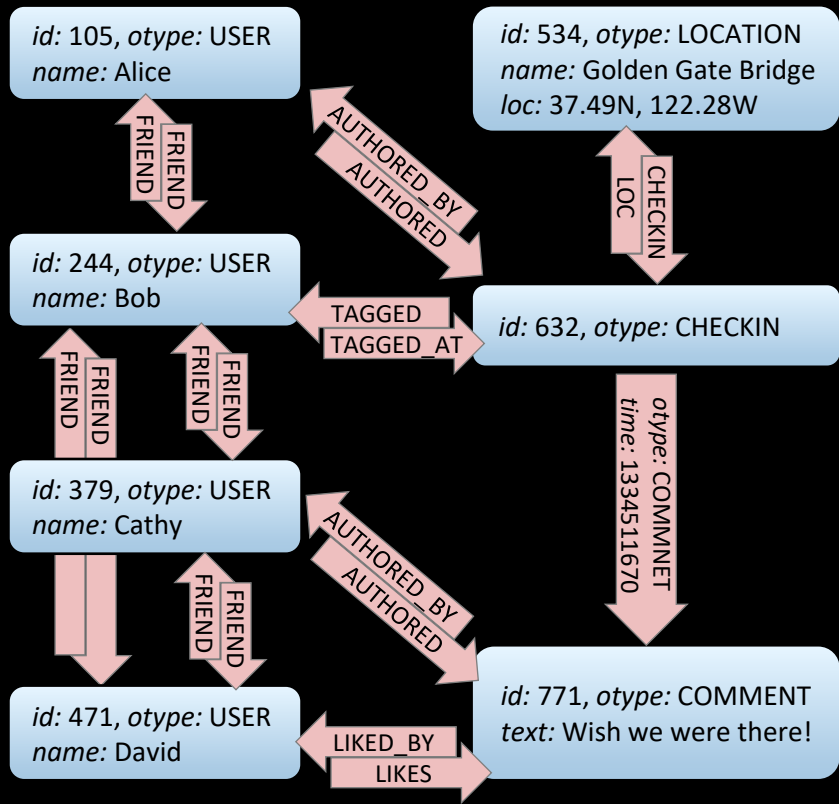 id: 105, otype: USER
name: Alice
id: 534, otype: LOCATION
name: Golden Gate Bridge
loc: 37.49N, 122.28W
FRIEND
FRIEND
AUTHORED_BY
AUTHORED
LOC
CHECKIN
id: 244, otype: USER
name: Bob
TAGGED
TAGGED_AT
id: 632, otype: CHECKIN
FRIEND
FRIEND
FRIEND
FRIEND
otype: COMMNET
time: 1334511670
id: 379, otype: USER
name: Cathy
AUTHORED_BY
AUTHORED
FRIEND
FRIEND
id: 471, otype: USER
name: David
LIKED_BY
LIKES
id: 771, otype: COMMENT
text: Wish we were there!